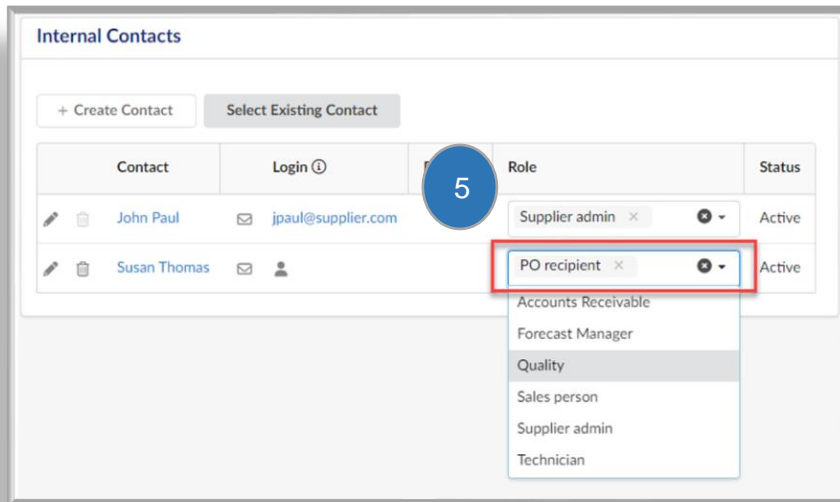 Internal Contacts
+ Create Contact Select Existing Contact
Contact Login Role Status
5
John Paul jpaul@supplier.com Supplier admin × Active
Susan Thomas PO recipient × Active
Accounts Receivable
Forecast Manager
Quality
Sales person
Supplier admin
Technician